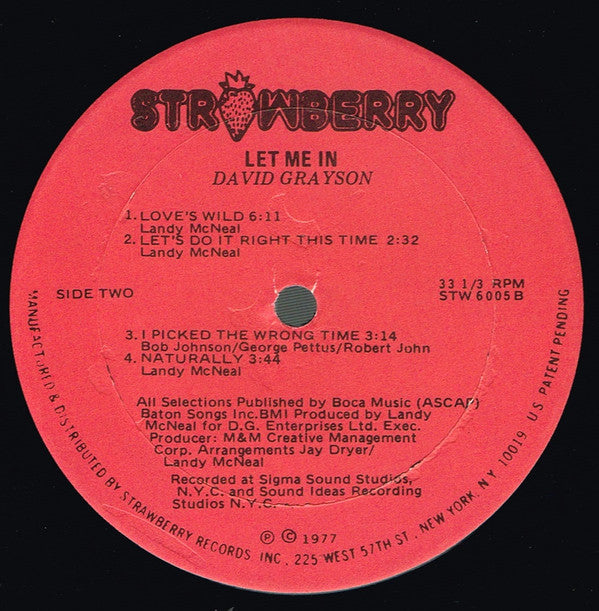 STRAWBERRY
LET ME IN
DAVID GRAYSON
1. LOVE'S WILD 6:11
Landy McNeal
2. LET'S DO IT RIGHT THIS TIME 2:32
Landy McNeal
SIDE TWO
33 1/3 RPM
STW 6005 B
3. I PICKED THE WRONG TIME 3:14
Bob Johnson/George Pettus/Robert John
4. NATURALLY 3:44
Landy McNeal
All Selections Published by Boca Music (ASCAP)
Baton Songs Inc.BMI Produced by Landy
McNeal for D.G. Enterprises Ltd. Exec.
Producer: M&M Creative Management
Corp. Arrangements Jay Dryer/
Landy McNeal
Recorded at Sigma Sound Studios,
N.Y.C. and Sound Ideas Recording
Studios N.Y.C.
℗ © 1977
MANUFACTURED & DISTRIBUTED BY STRAWBERRY RECORDS INC., 225 WEST 57TH ST., NEW YORK, N.Y. 10019 U.S. PATENT PENDING